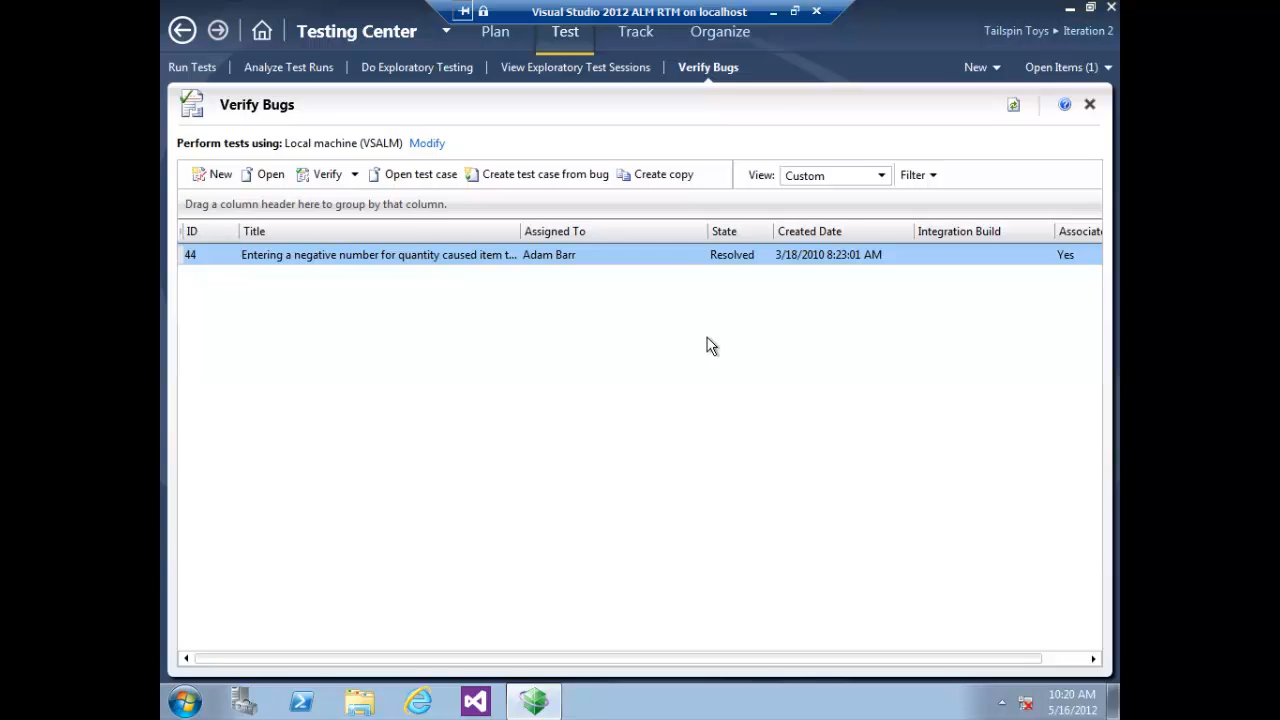 Visual Studio 2012 ALM RTM on localhost
Testing Center Plan Test Track Organize Tailspin Toys ▸ Iteration 2
Run Tests | Analyze Test Runs | Do Exploratory Testing | View Exploratory Test Sessions | Verify Bugs New Open Items (1)
Verify Bugs
Perform tests using: Local machine (VSALM) Modify
New Open Verify Open test case Create test case from bug Create copy View: Custom Filter
Drag a column header here to group by that column.
ID Title Assigned To State Created Date Integration Build Associate
44 Entering a negative number for quantity caused item t... Adam Barr Resolved 3/18/2010 8:23:01 AM Yes
10:20 AM
5/16/2012